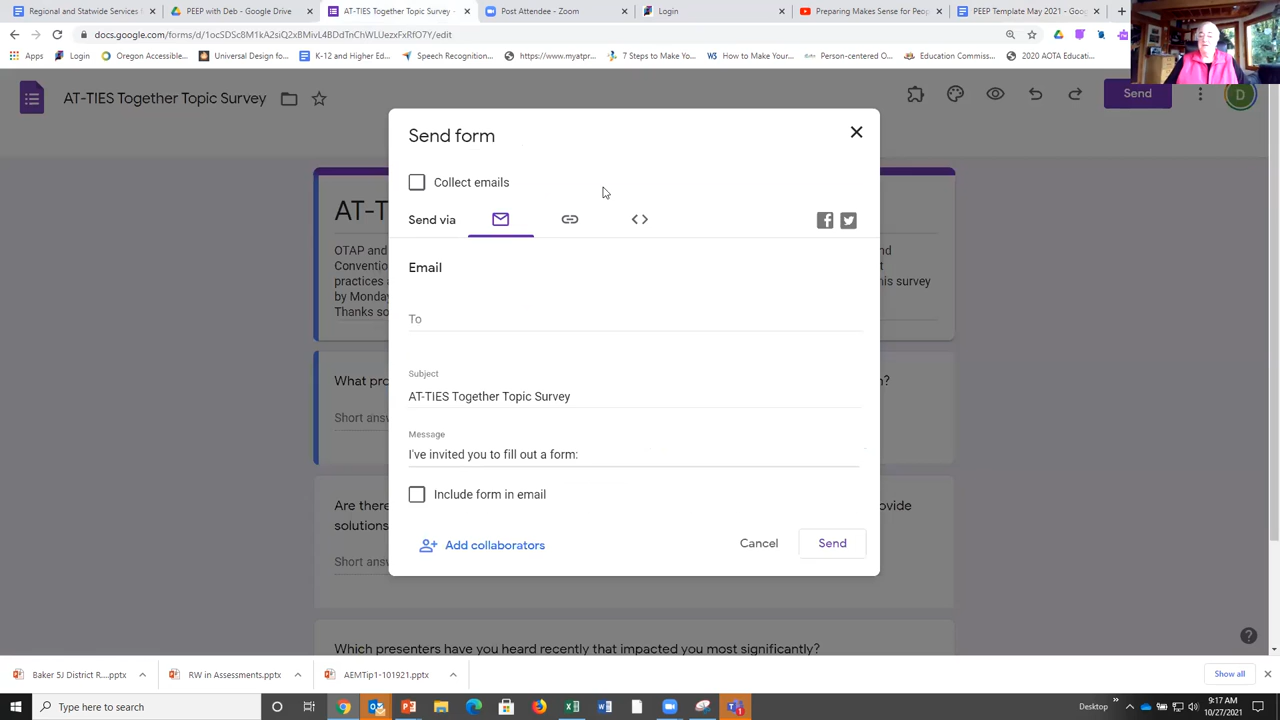 Regional and Statwide Services
PEEP with Deb - Google Drive
AT-TIES Together Topic Survey -
Post Attendee - Zoom
Login
Preparing Makes Sense for Peop
PEEP Template May 2021 - Goog
docs.google.com/forms/d/1ocSDSc8M1kA2siQ2xBMivL4BDdTnChWLUezxFxRfO7Y/edit
Apps
Login
Oregon Accessible...
Universal Design fo...
K-12 and Higher Ed...
Speech Recognition...
https://www.myatpr...
7 Steps to Make Yo...
How to Make Your...
Person-centered O...
Education Commiss...
2020 AOTA Educati...
AT-TIES Together Topic Survey
Send
D
Send form
Collect emails
Send via
Email
To
Subject
AT-TIES Together Topic Survey
Message
I've invited you to fill out a form:
Include form in email
Add collaborators
Cancel
Send
AT-T
OTAP and
Conventio
practices a
by Monda
Thanks so
nd
t
his survey
What pro
n?
Short answ
Are there
ovide
solutions
Short answ
Which presenters have you heard recently that impacted you most significantly?
Baker 5J District R....pptx
RW in Assessments.pptx
AEMTip1-101921.pptx
Show all
Type here to search
Desktop
9:17 AM
10/27/2021